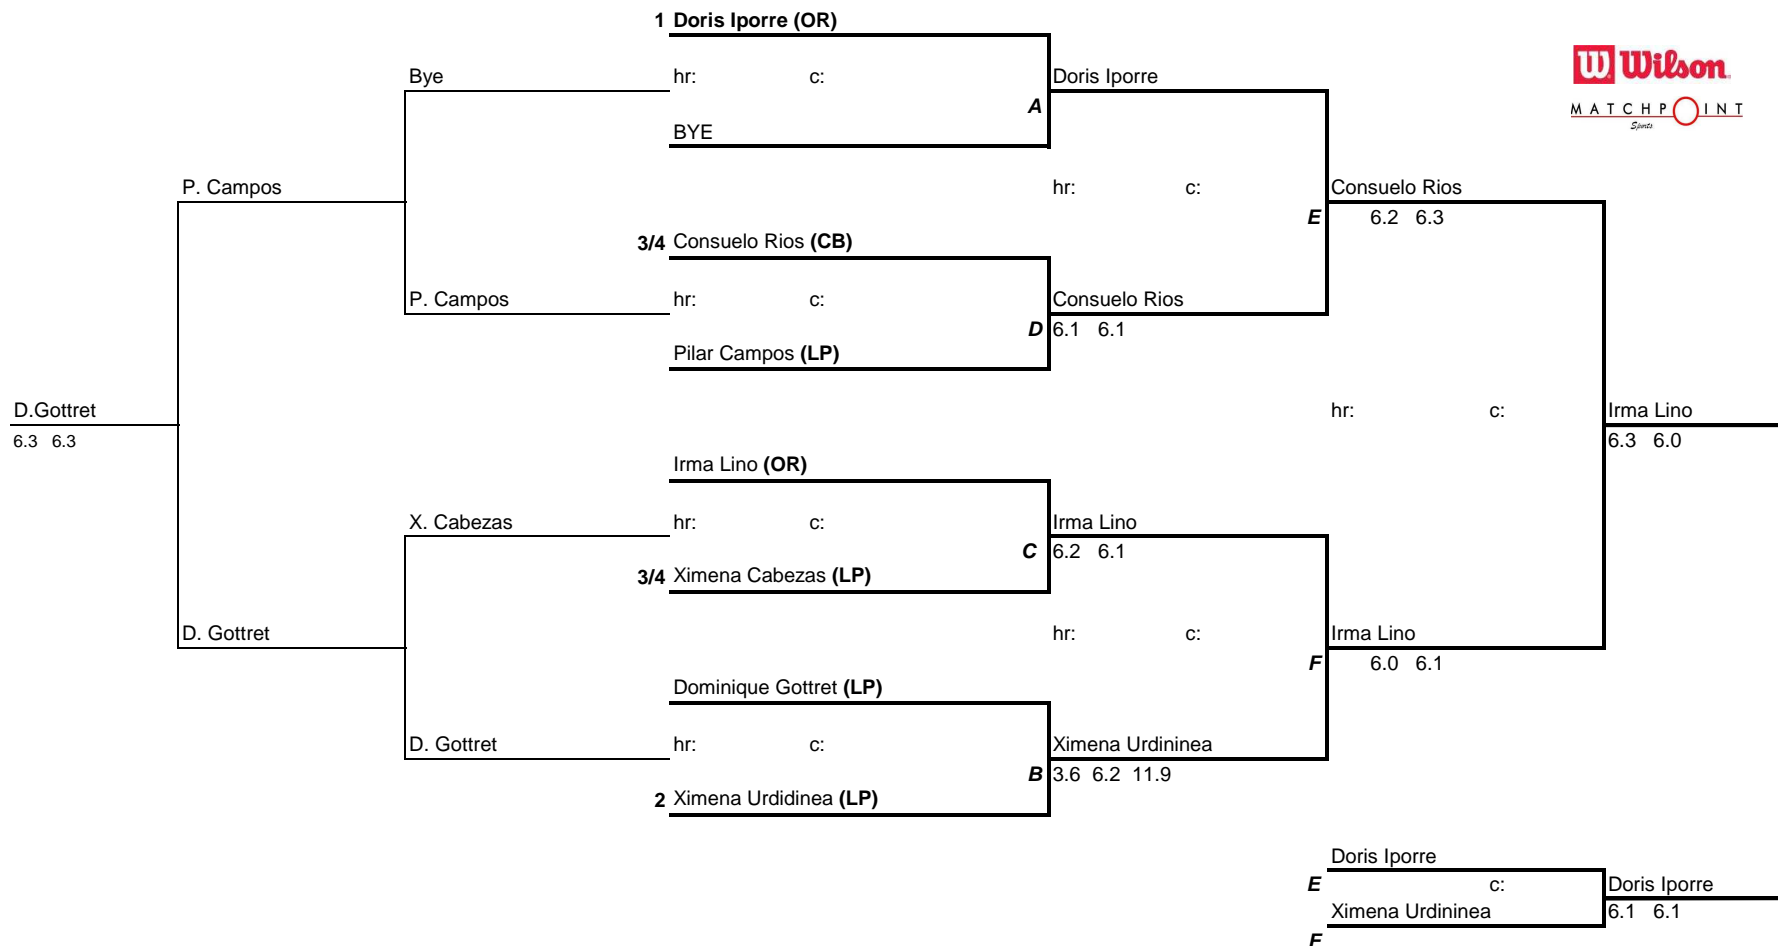 1 Doris Iporre (OR)
Wilson
Bye hr: c: Doris Iporre
A
MATCHPOINT
Sports
BYE
P. Campos hr: c: Consuelo Rios
E 6.2 6.3
3/4 Consuelo Rios (CB)
P. Campos hr: c: Consuelo Rios
D 6.1 6.1
Pilar Campos (LP)
D.Gottret hr: c: Irma Lino
6.3 6.3 6.3 6.0
Irma Lino (OR)
X. Cabezas hr: c: Irma Lino
C 6.2 6.1
3/4 Ximena Cabezas (LP)
D. Gottret hr: c: Irma Lino
F 6.0 6.1
Dominique Gottret (LP)
D. Gottret hr: c: Ximena Urdininea
B 3.6 6.2 11.9
2 Ximena Urdidinea (LP)
Doris Iporre
E c: Doris Iporre
Ximena Urdininea 6.1 6.1
F